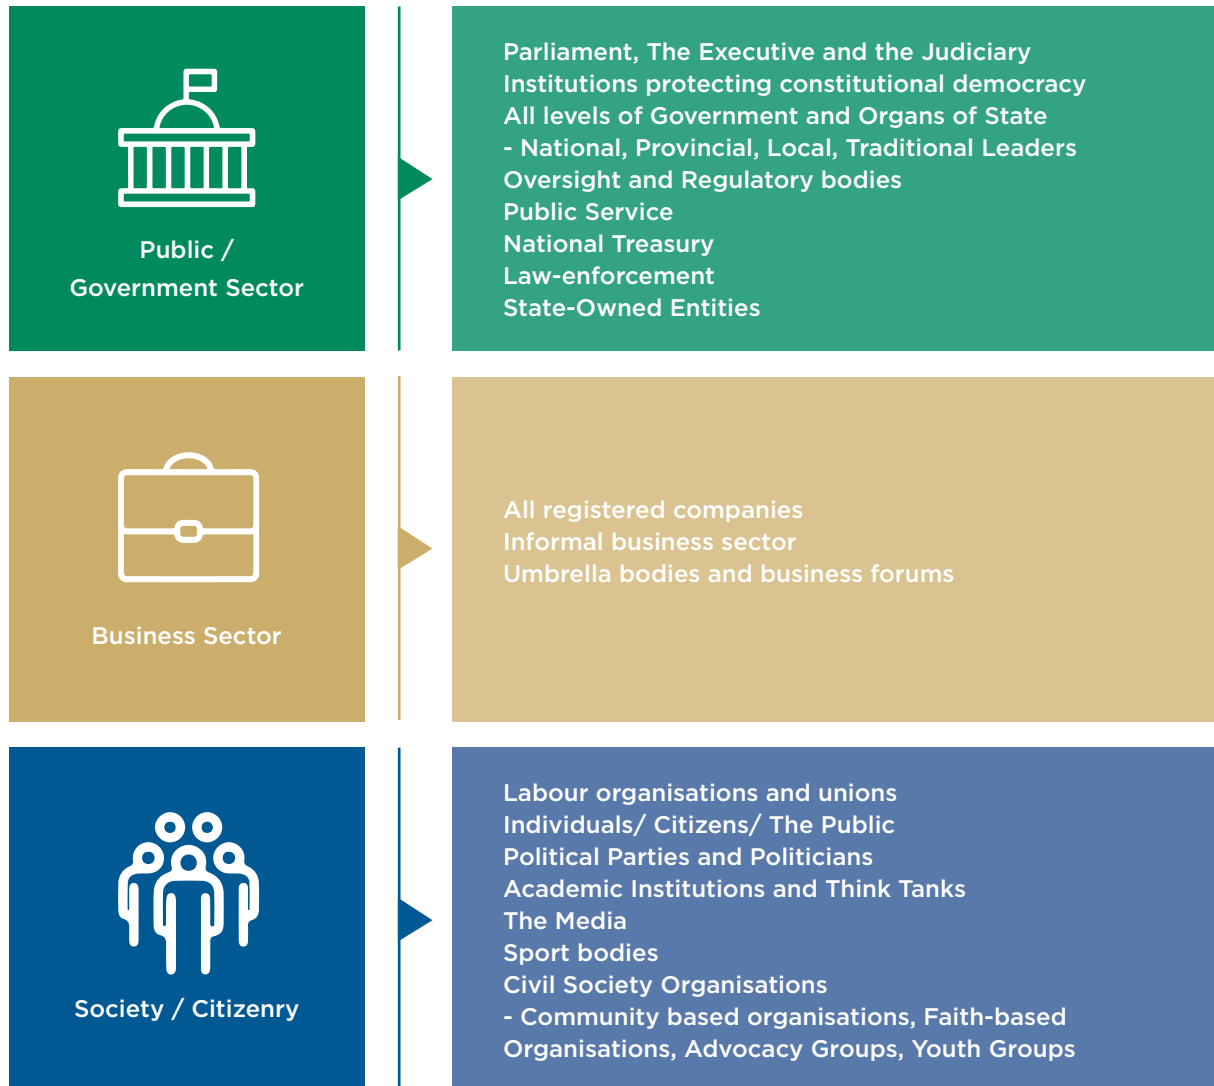 Public /
Government Sector
Parliament, The Executive and the Judiciary
Institutions protecting constitutional democracy
All levels of Government and Organs of State
- National, Provincial, Local, Traditional Leaders
Oversight and Regulatory bodies
Public Service
National Treasury
Law-enforcement
State-Owned Entities
Business Sector
All registered companies
Informal business sector
Umbrella bodies and business forums
Society / Citizenry
Labour organisations and unions
Individuals/ Citizens/ The Public
Political Parties and Politicians
Academic Institutions and Think Tanks
The Media
Sport bodies
Civil Society Organisations
- Community based organisations, Faith-based
Organisations, Advocacy Groups, Youth Groups